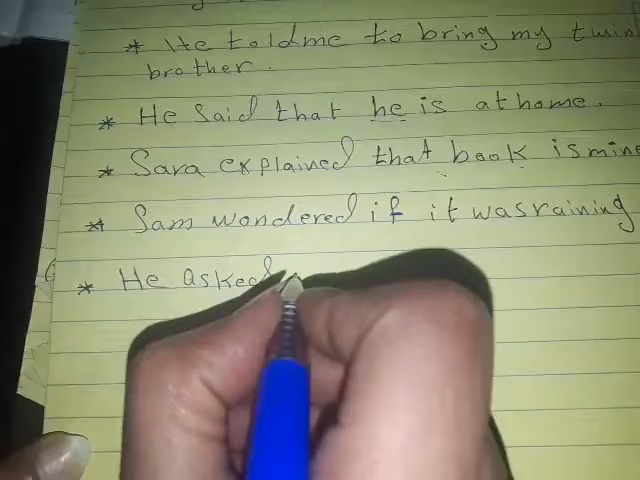 * He told me to bring my twin
brother.
* He said that he is at home.
* Sara explained that book is mine
* Sam wondered if it was raining
* He asked